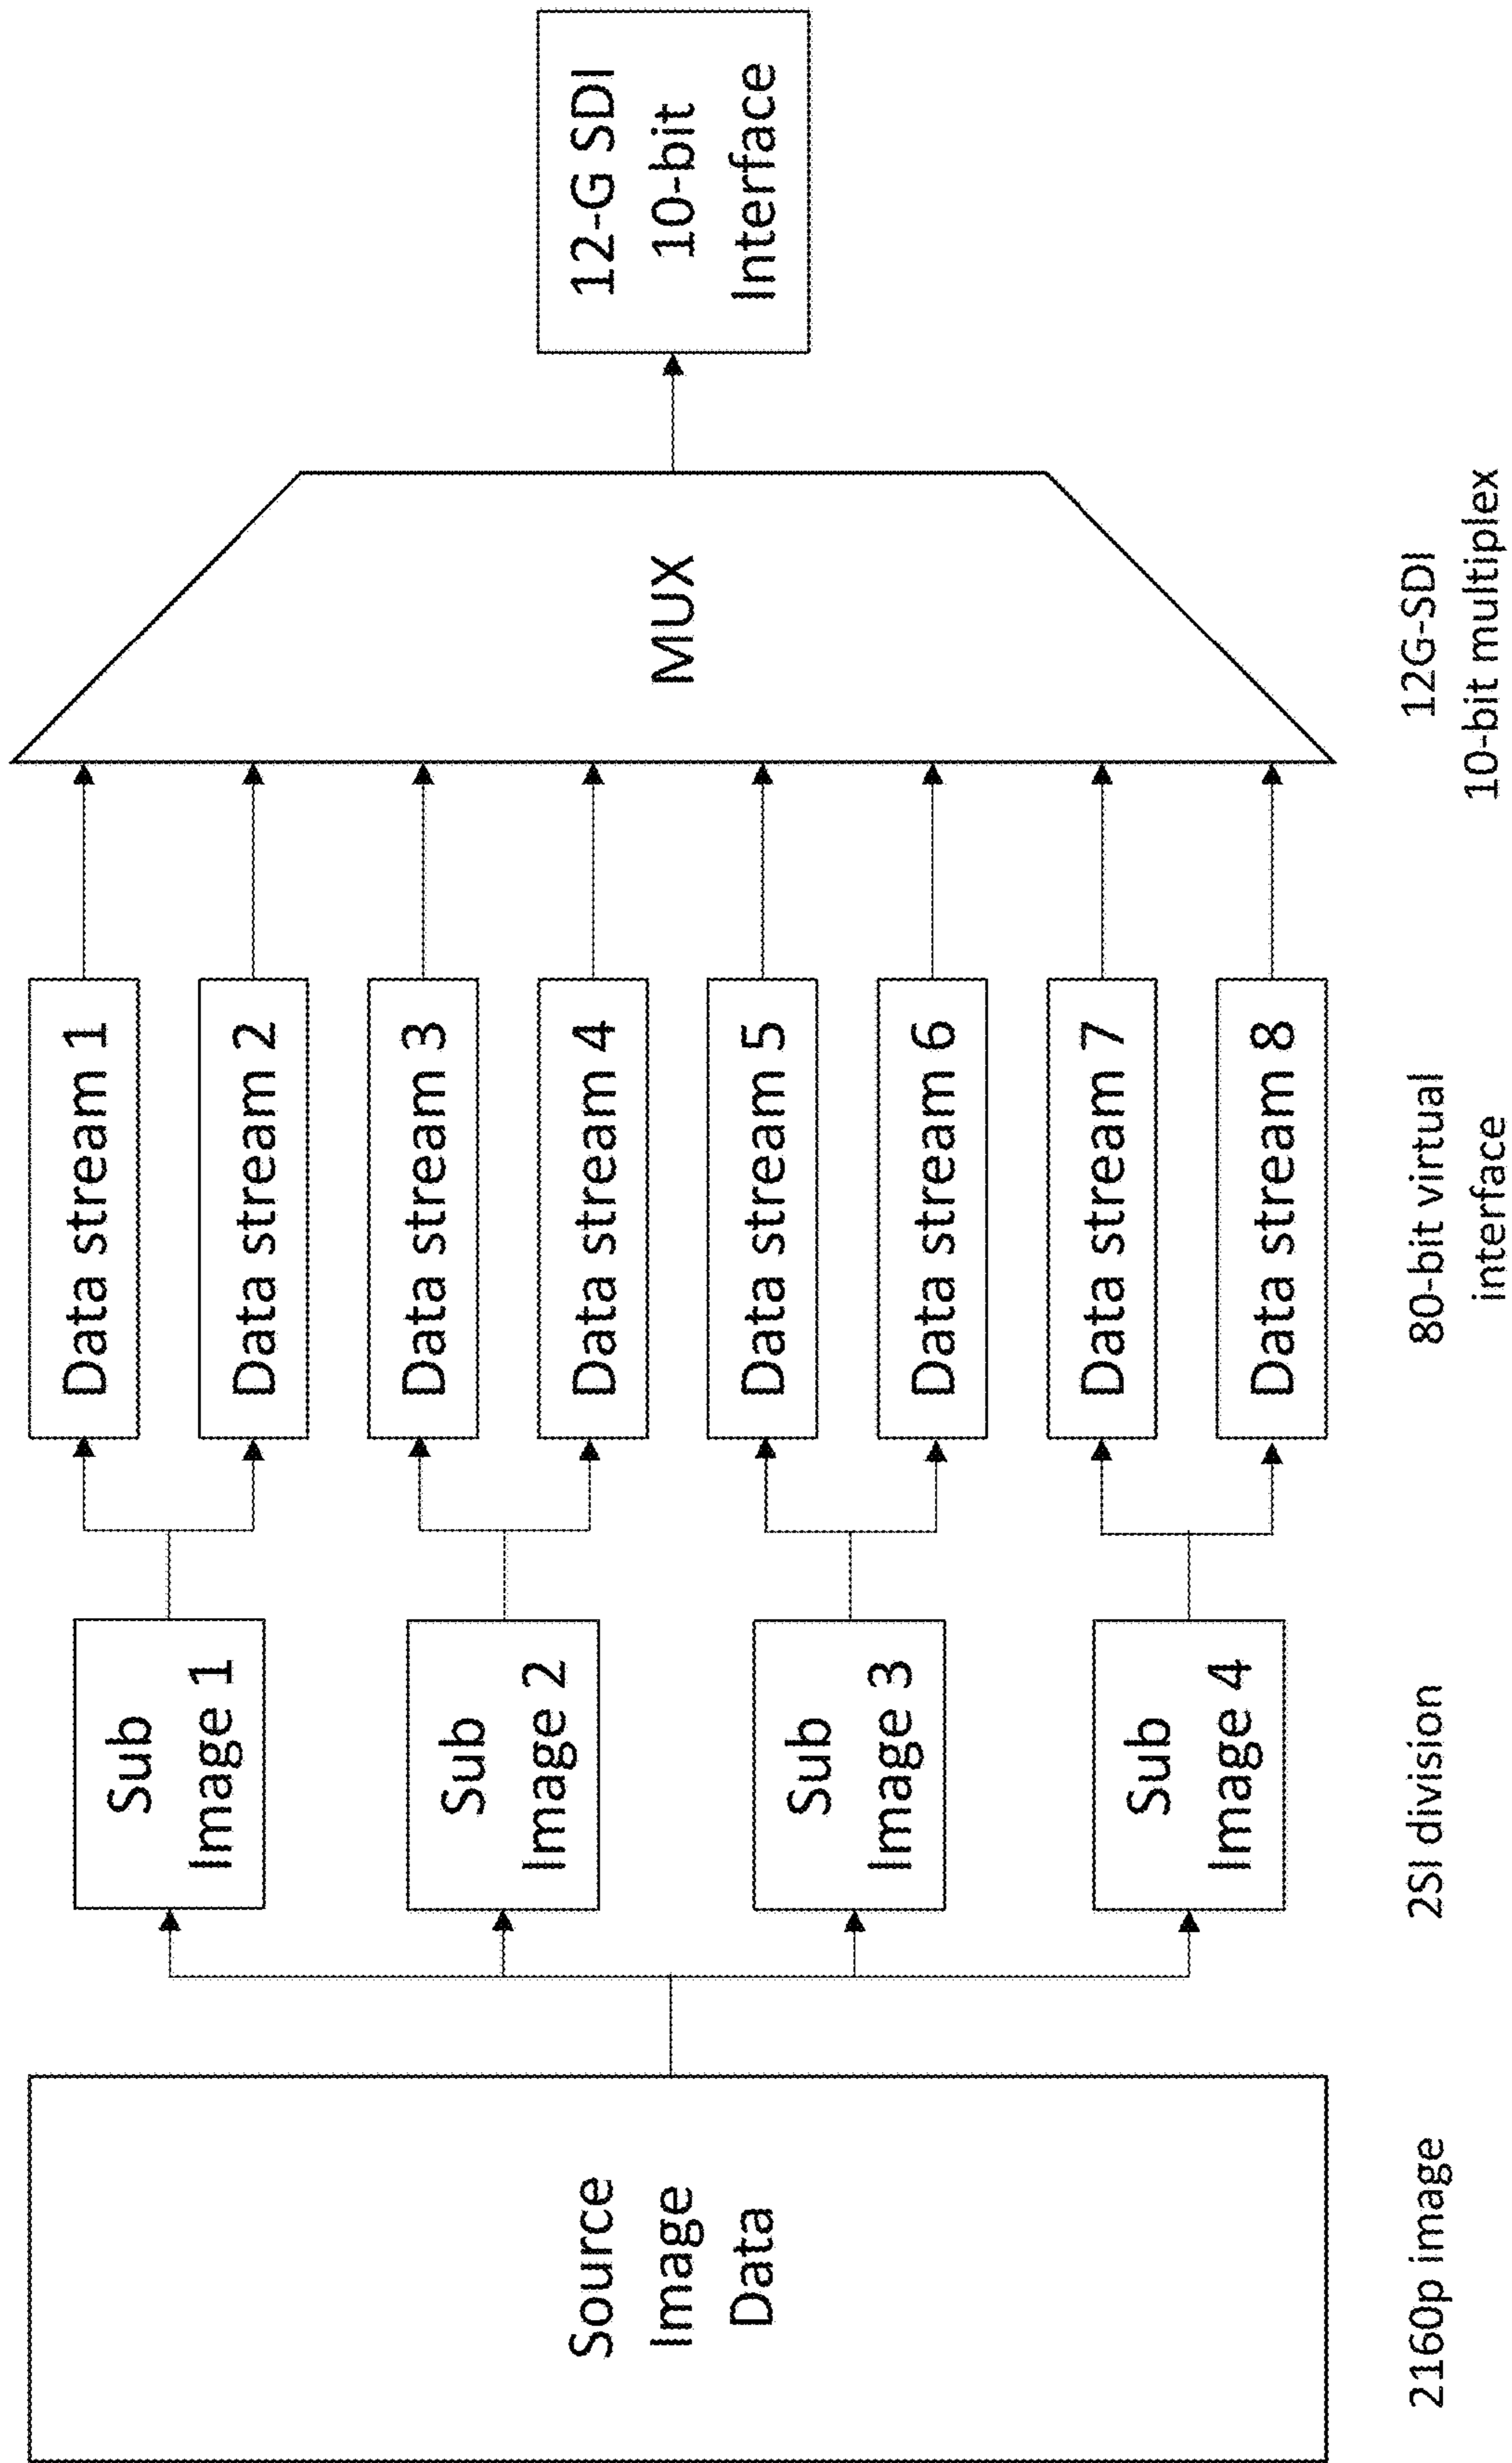 Source
Image
Data
2160p image
Sub
Image 1
Sub
Image 2
Sub
Image 3
Sub
Image 4
2SI division
Data stream 1
Data stream 2
Data stream 3
Data stream 4
Data stream 5
Data stream 6
Data stream 7
Data stream 8
80-bit virtual
interface
MUX
12G-SDI
10-bit multiplex
12-G SDI
10-bit
Interface